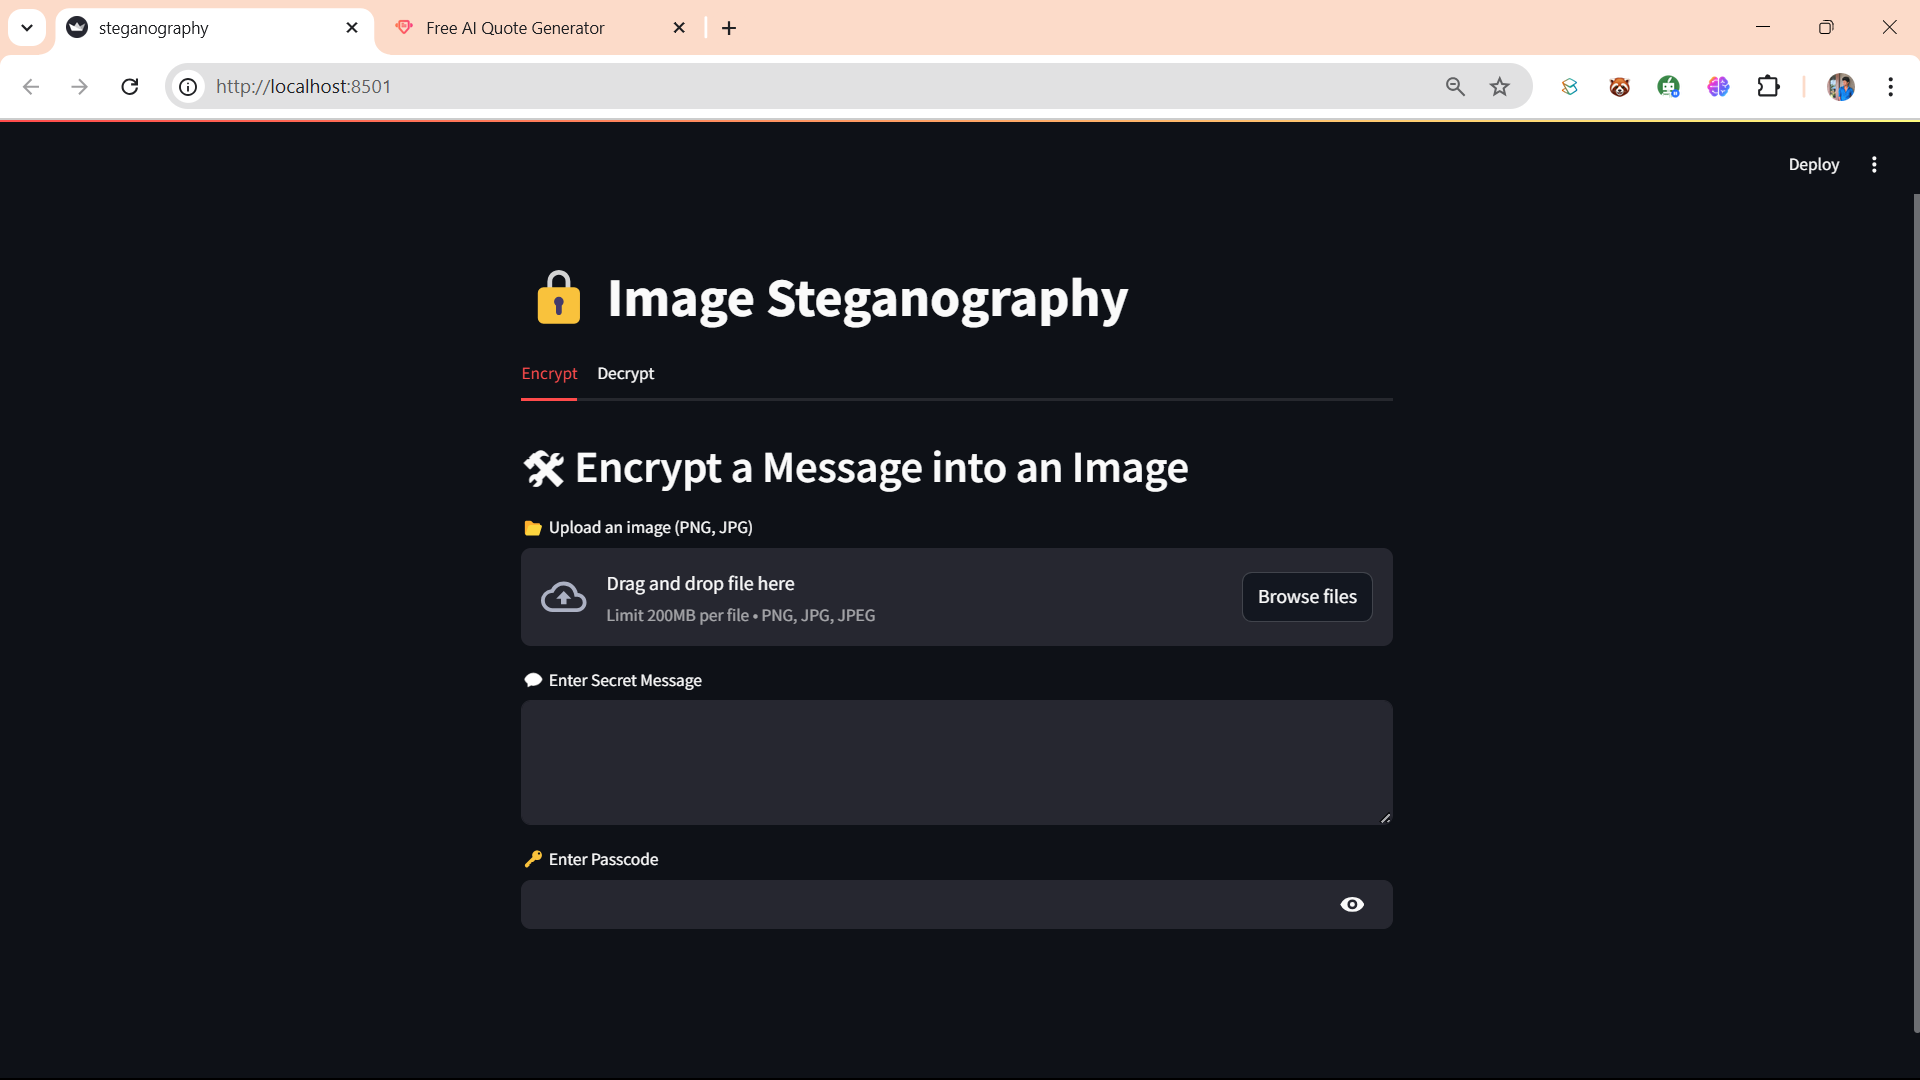 steganography
Free AI Quote Generator
http://localhost:8501
Deploy
Image Steganography
Encrypt Decrypt
Encrypt a Message into an Image
Upload an image (PNG, JPG)
Drag and drop file here
Limit 200MB per file • PNG, JPG, JPEG
Browse files
Enter Secret Message
Enter Passcode